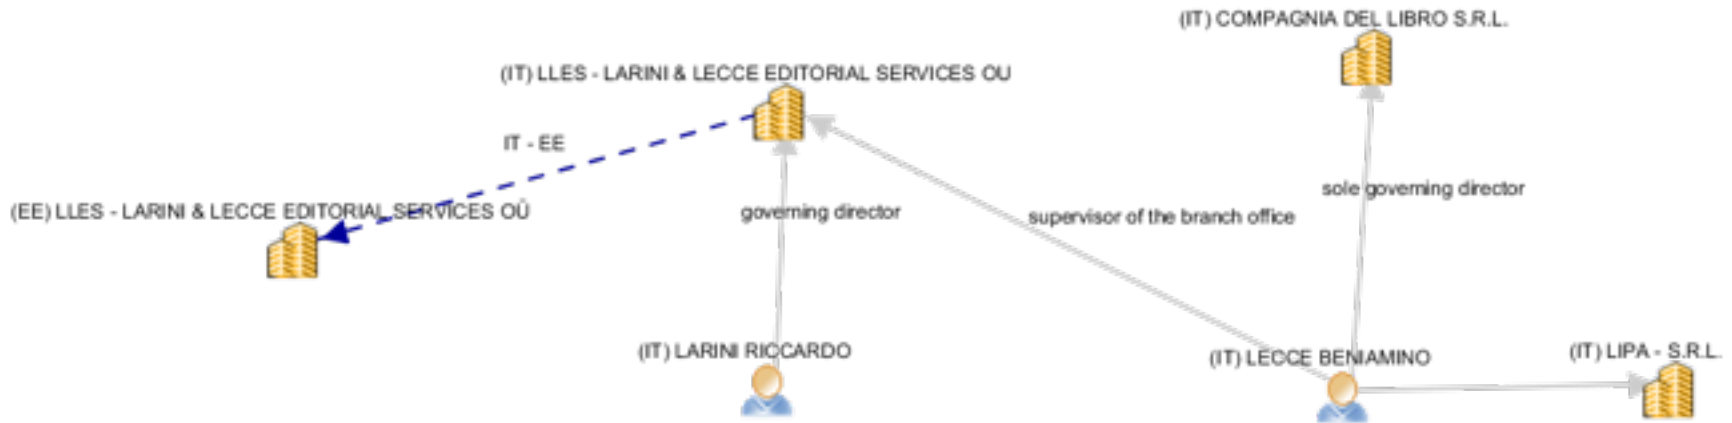 (IT) COMPAGNIA DEL LIBRO S.R.L.
(IT) LLES - LARINI & LECCE EDITORIAL SERVICES OU
IT - EE
sole governing director
(EE) LLES - LARINI & LECCE EDITORIAL SERVICES OÜ
governing director
supervisor of the branch office
(IT) LARINI RICCARDO
(IT) LECCE BENIAMINO
(IT) LIPA - S.R.L.